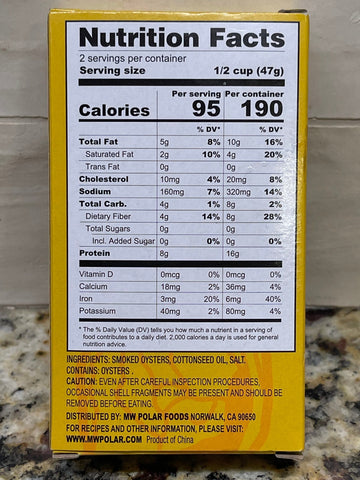 Nutrition Facts
2 servings per container
Serving size 1/2 cup (47g)
Per serving Per container
Calories 95 190
% DV* % DV*
Total Fat 5g 8% 10g 16%
Saturated Fat 2g 10% 4g 20%
Trans Fat 0g 0g
Cholesterol 10mg 4% 20mg 8%
Sodium 160mg 7% 320mg 14%
Total Carb. 4g 1% 8g 2%
Dietary Fiber 4g 14% 8g 28%
Total Sugars 0g 0g
Incl. Added Sugar 0g 0% 0g 0%
Protein 8g 16g
Vitamin D 0mcg 0% 0mcg 0%
Calcium 18mg 2% 36mg 4%
Iron 3mg 20% 6mg 40%
Potassium 40mg 2% 80mg 4%
* The % Daily Value (DV) tells you how much a nutrient in a serving of
food contributes to a daily diet. 2,000 calories a day is used for general
nutrition advice.
INGREDIENTS: SMOKED OYSTERS, COTTONSEED OIL, SALT.
CONTAINS: OYSTERS .
CAUTION: EVEN AFTER CAREFUL INSPECTION PROCEDURES,
OCCASIONAL SHELL FRAGMENTS MAY BE PRESENT AND SHOULD BE
REMOVED BEFORE EATING.
DISTRIBUTED BY: MW POLAR FOODS NORWALK, CA 90650
FOR RECIPES AND OTHER INFORMATION, PLEASE VISIT:
WWW.MWPOLAR.COM Product of China